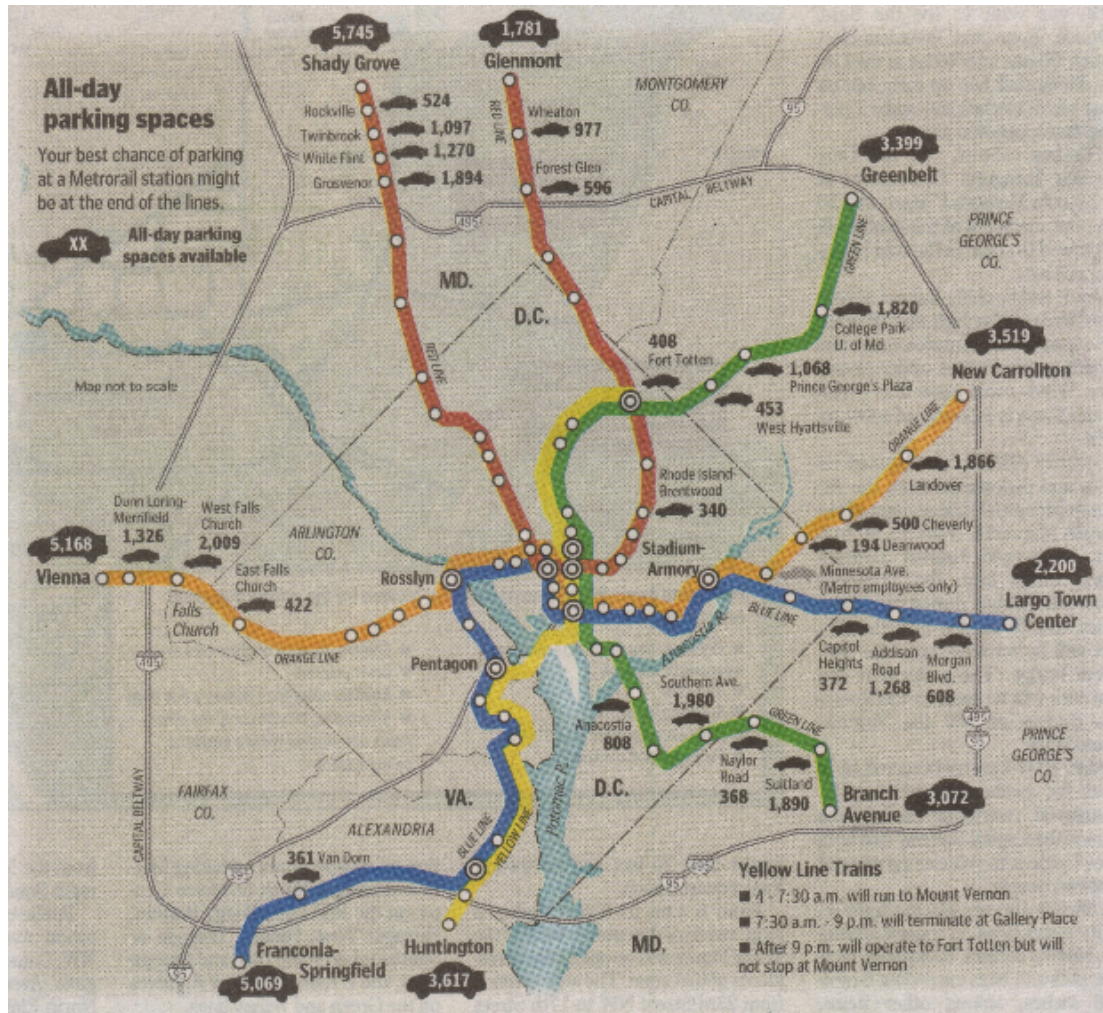 All-day
parking spaces
Your best chance of parking
at a Metrorail station might
be at the end of the lines.
XX
All-day parking
spaces available
5,745
Shady Grove
Rockville
524
Twinbrook
1,097
White Flint
1,270
Grosvenor
1,894
1,781
Glenmont
RED LINE
Wheaton
977
Forest Glen
596
MONTGOMERY
CO.
95
3,399
Greenbelt
CAPITAL BELTWAY
495
PRINCE
GEORGE'S
CO.
GREEN LINE
MD.
D.C.
1,820
College Park-
U. of Md.
408
Fort Totten
1,068
Prince George's Plaza
453
West Hyattsville
3,519
New Carrollton
RED LINE
Map not to scale
ORANGE LINE
1,866
Landover
Rhode Island-
Brentwood
340
500 Cheverly
194 Deanwood
Minnesota Ave.
(Metro employees only)
Stadium-
Armory
Dunn Loring-
Merrifield
1,326
West Falls
Church
2,009
ARLINGTON
CO.
5,168
Vienna
East Falls
Church
422
Rosslyn
Falls
Church
ORANGE LINE
2,200
Largo Town
Center
BLUE LINE
Capitol
Heights
372
Addison
Road
1,268
Morgan
Blvd.
608
495
Pentagon
Anacostia R.
Southern Ave.
1,980
Anacostia
808
GREEN LINE
Naylor
Road
368
Suitland
1,890
Branch
Avenue
3,072
495
95
PRINCE
GEORGE'S
CO.
D.C.
Potomac R.
VA.
FAIRFAX
CO.
CAPITAL BELTWAY
ALEXANDRIA
BLUE LINE
YELLOW LINE
361 Van Dorn
395
495
95
95
Franconia-
Springfield
5,069
Huntington
3,617
MD.
Yellow Line Trains
■ 4 - 7:30 a.m. will run to Mount Vernon
■ 7:30 a.m. - 9 p.m. will terminate at Gallery Place
■ After 9 p.m. will operate to Fort Totten but will
not stop at Mount Vernon